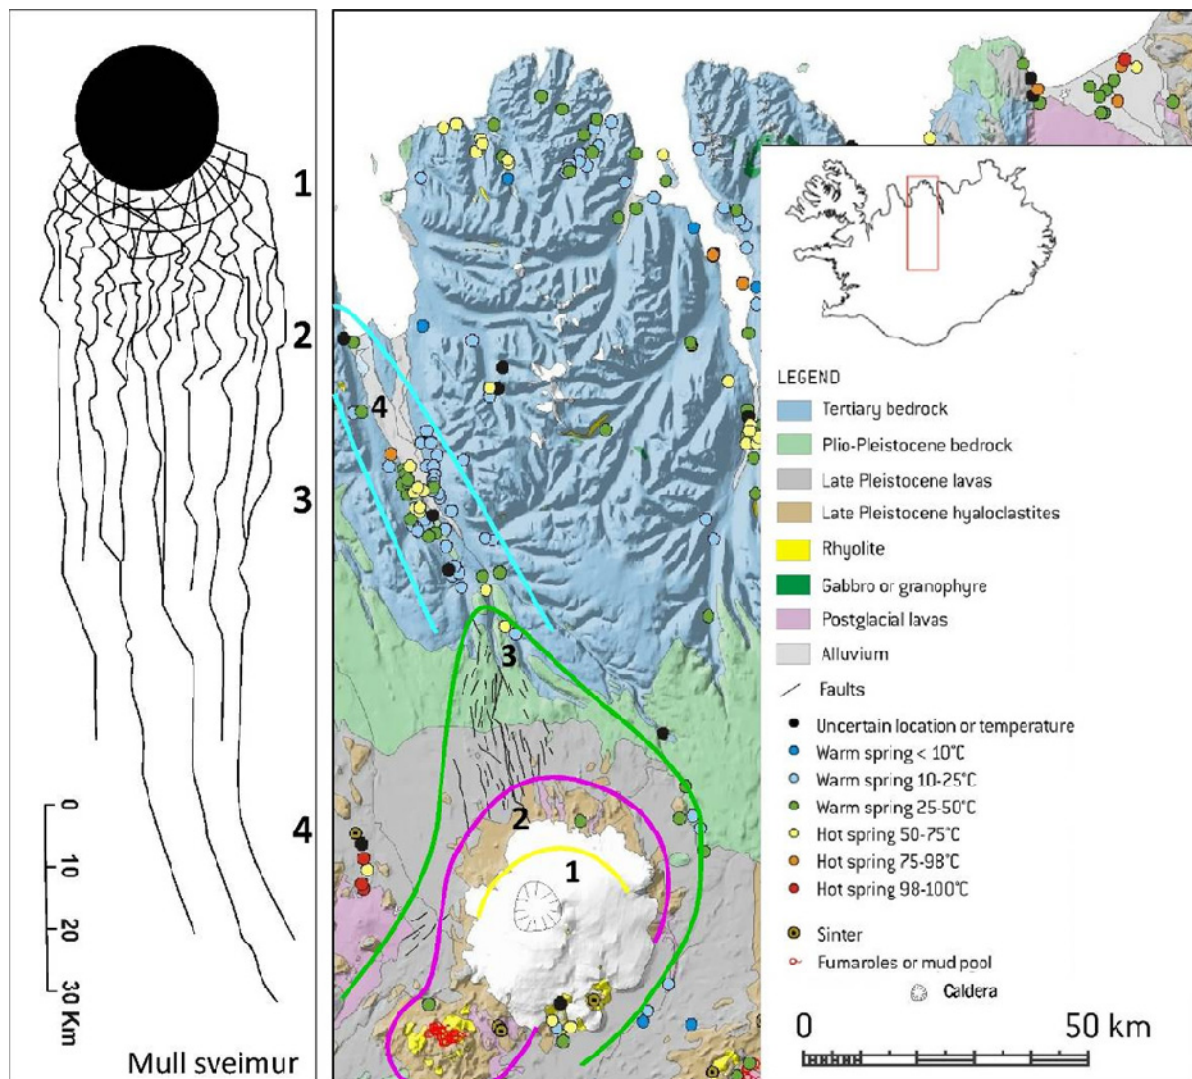 1
2
3
4
0
10
20
30 Km
Mull sveimur
4
3
2
1
LEGEND
Tertiary bedrock
Plio-Pleistocene bedrock
Late Pleistocene lavas
Late Pleistocene hyaloclastites
Rhyolite
Gabbro or granophyre
Postglacial lavas
Alluvium
Faults
Uncertain location or temperature
Warm spring < 10°C
Warm spring 10-25°C
Warm spring 25-50°C
Hot spring 50-75°C
Hot spring 75-98°C
Hot spring 98-100°C
Sinter
Fumaroles or mud pool
Caldera
0 50 km